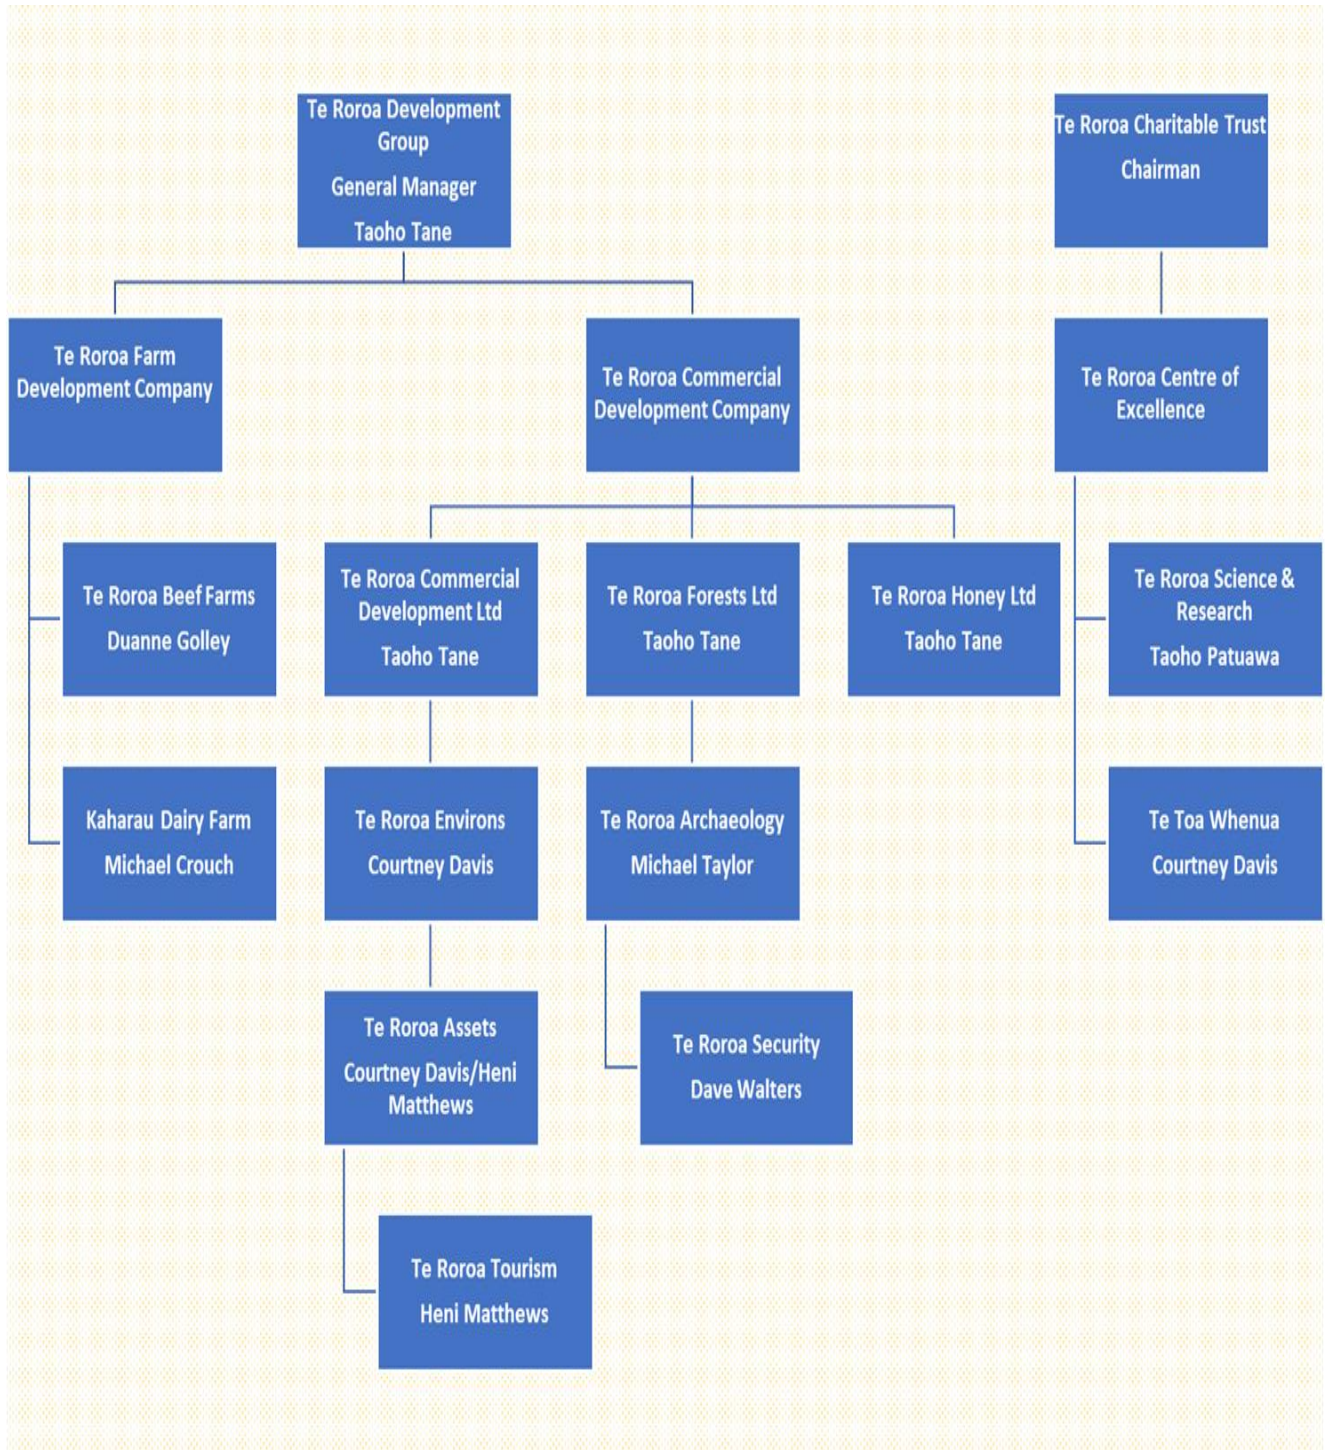 Te Roroa Development
Group
General Manager
Taoho Tane
Te Roroa Charitable Trust
Chairman
Te Roroa Farm
Development Company
Te Roroa Commercial
Development Company
Te Roroa Centre of
Excellence
Te Roroa Beef Farms
Duanne Golley
Te Roroa Commercial
Development Ltd
Taoho Tane
Te Roroa Forests Ltd
Taoho Tane
Te Roroa Honey Ltd
Taoho Tane
Te Roroa Science &
Research
Taoho Patuawa
Kaharau Dairy Farm
Michael Crouch
Te Roroa Environs
Courtney Davis
Te Roroa Archaeology
Michael Taylor
Te Toa Whenua
Courtney Davis
Te Roroa Assets
Courtney Davis/Heni
Matthews
Te Roroa Security
Dave Walters
Te Roroa Tourism
Heni Matthews